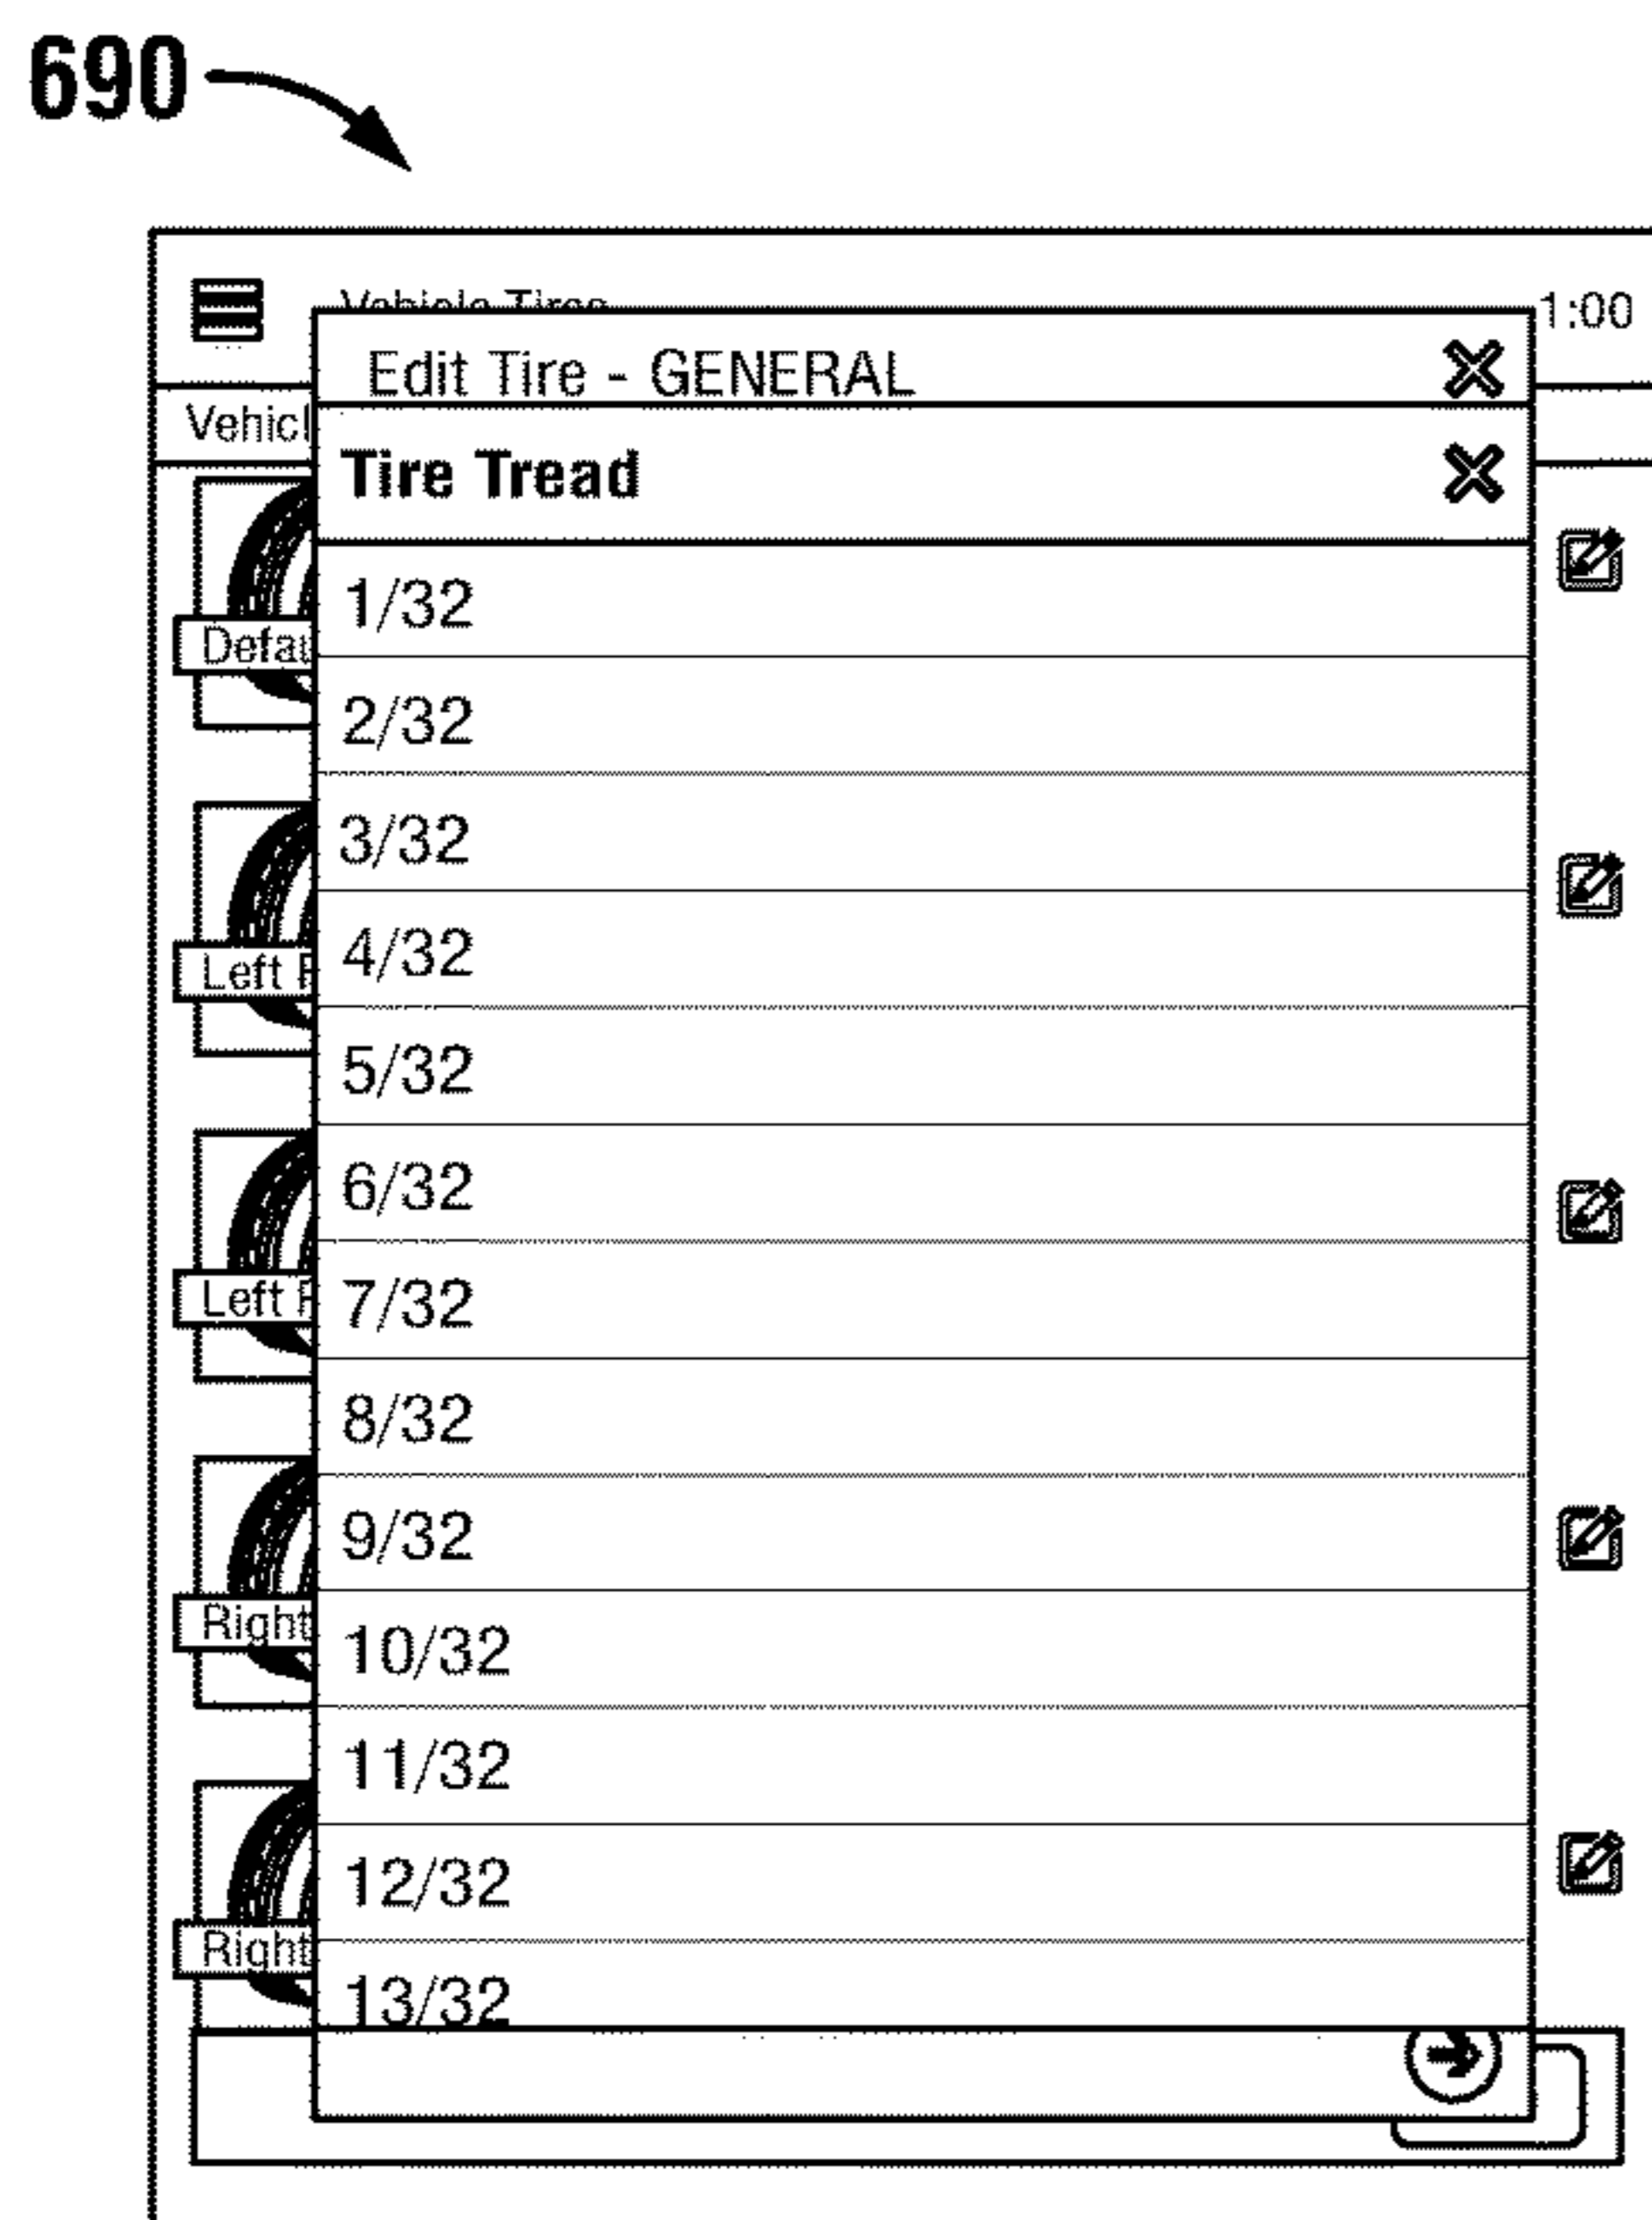 690
Vehicle Tires
1:00
Edit Tire - GENERAL
Vehicl
Tire Tread
1/32
Defau
2/32
3/32
4/32
Left
5/32
6/32
7/32
Left
8/32
9/32
10/32
Right
11/32
12/32
Right
13/32